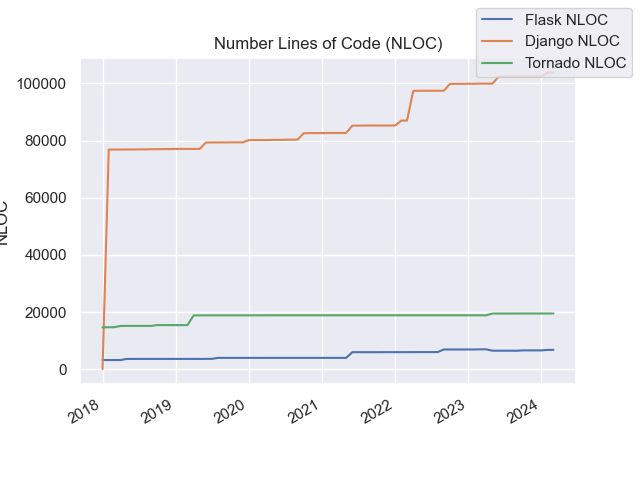 Number Lines of Code (NLOC)
Flask NLOC
Django NLOC
Tornado NLOC
NLOC
100000
80000
60000
40000
20000
0
2018
2019
2020
2021
2022
2023
2024